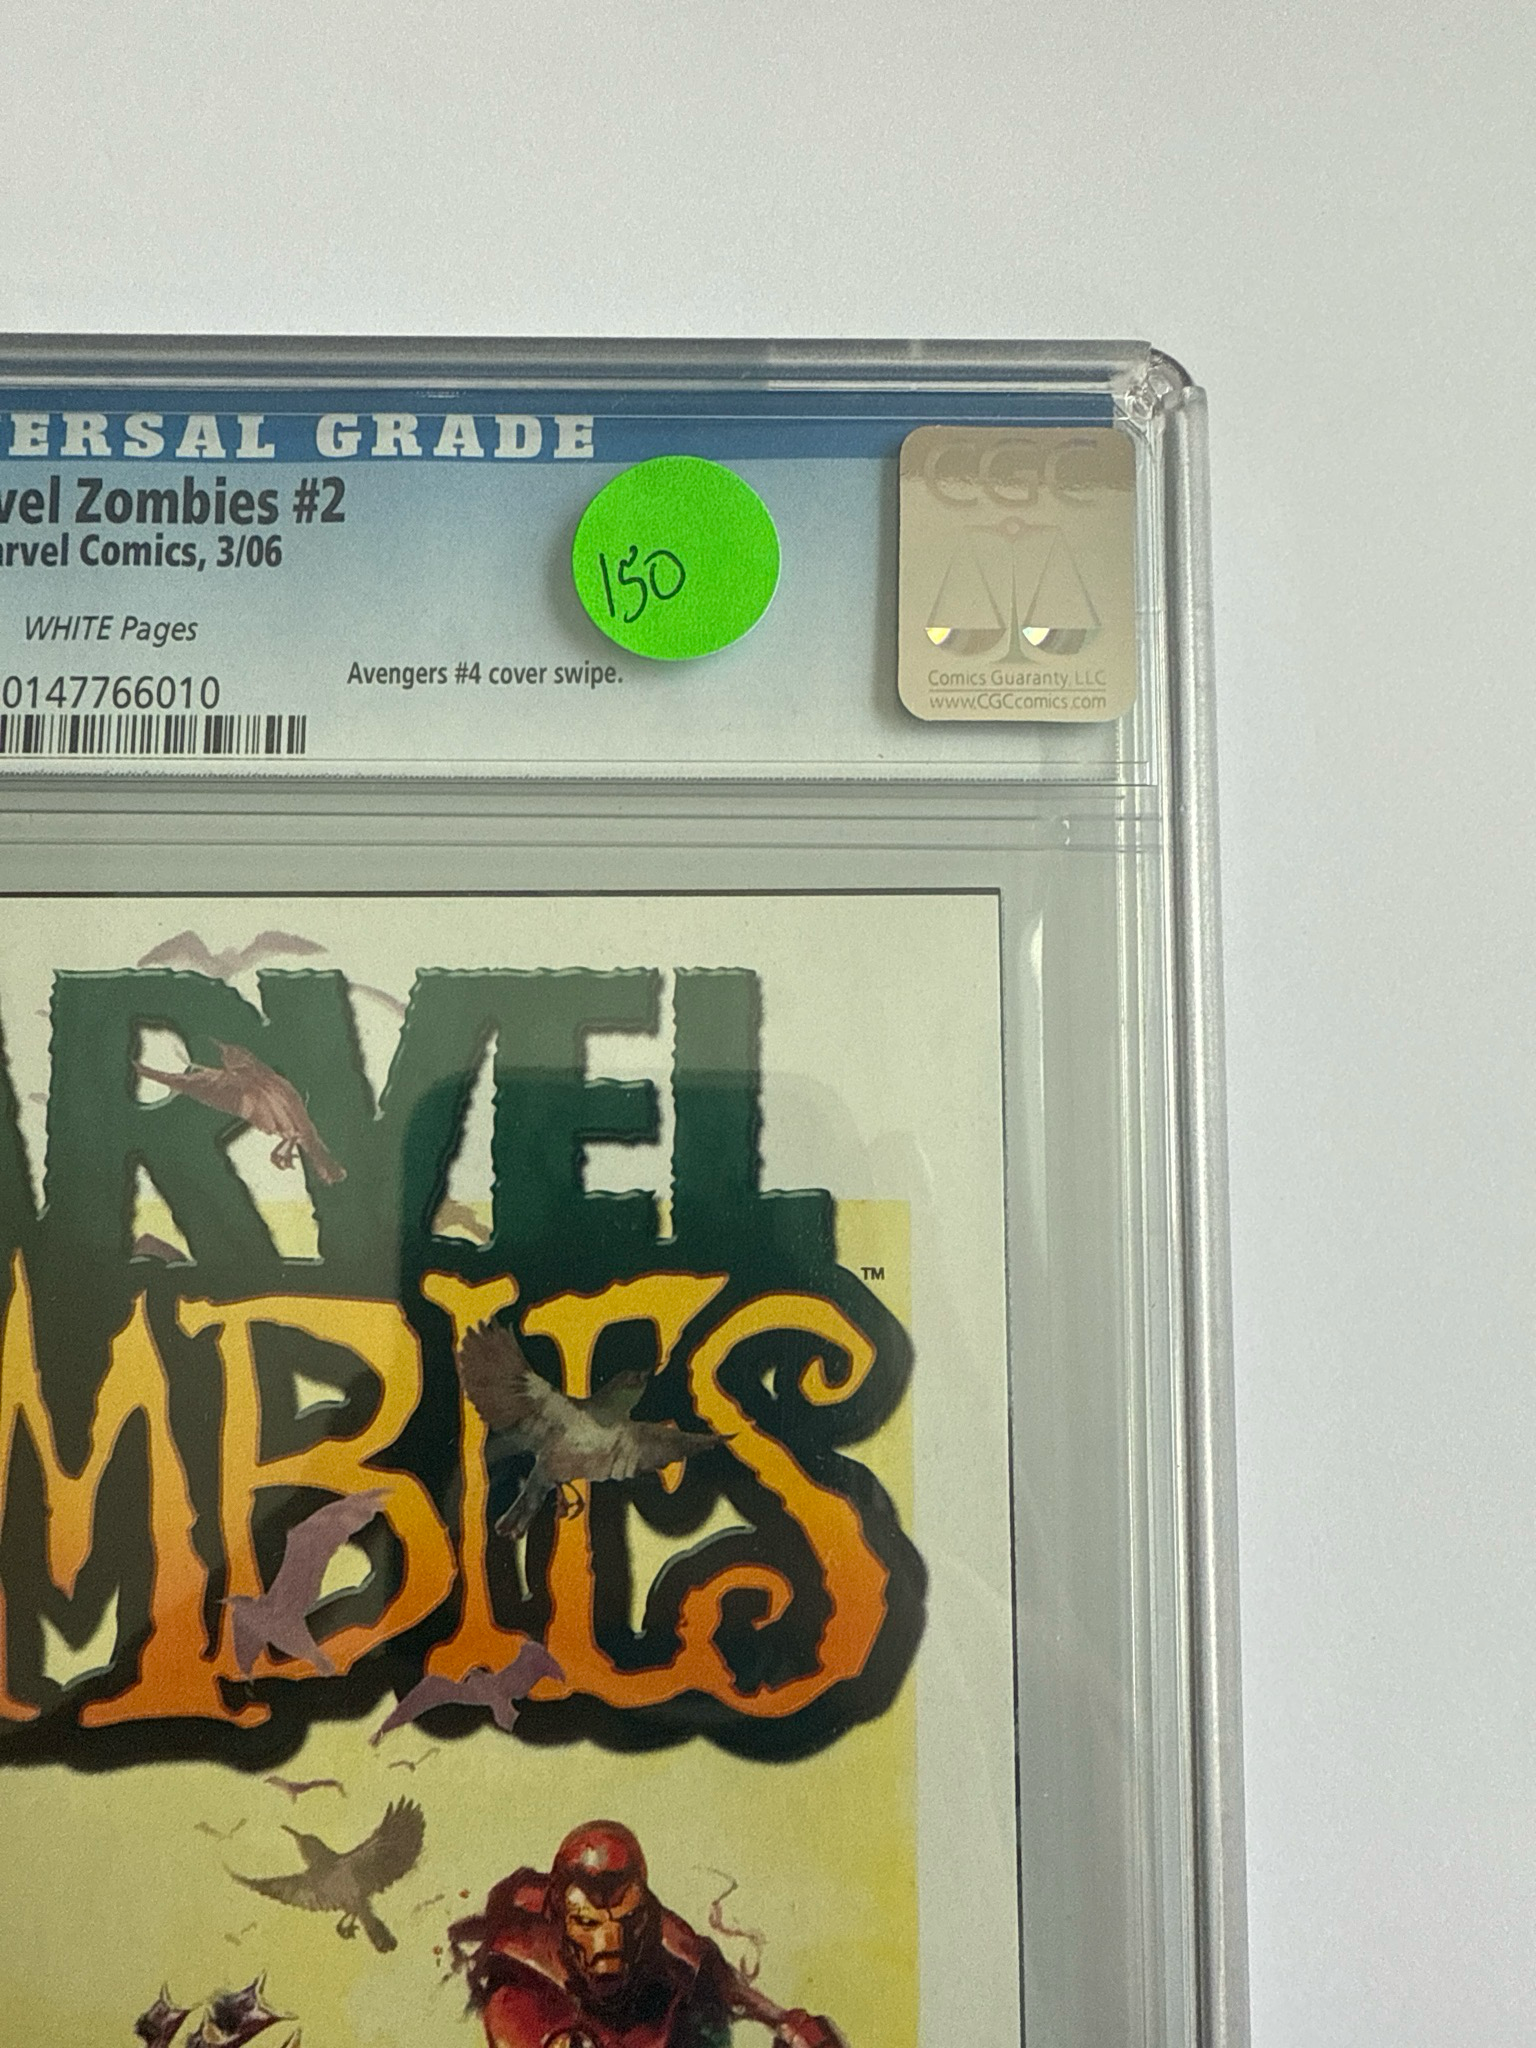 ERSAL GRADE
vel Zombies #2
arvel Comics, 3/06
WHITE Pages
0147766010
Avengers #4 cover swipe.
150
CGC
Comics Guaranty, LLC
www.CGCcomics.com
ARVEL
MBIES
TM